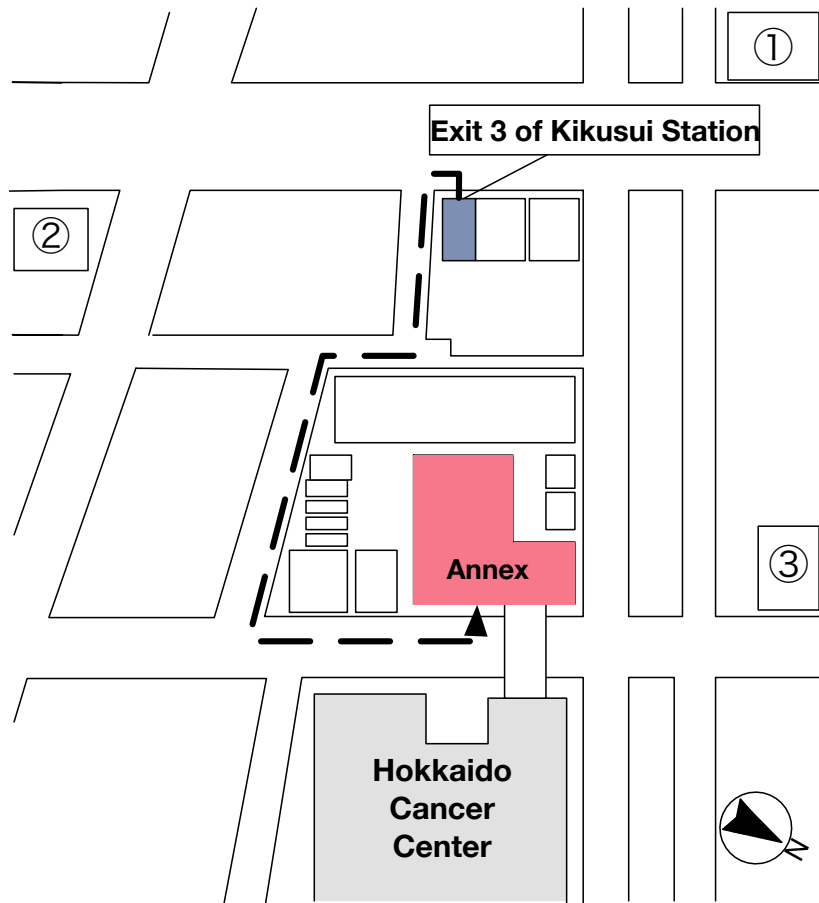 ①
Exit 3 of Kikusui Station
②
Annex
③
Hokkaido
Cancer
Center
N